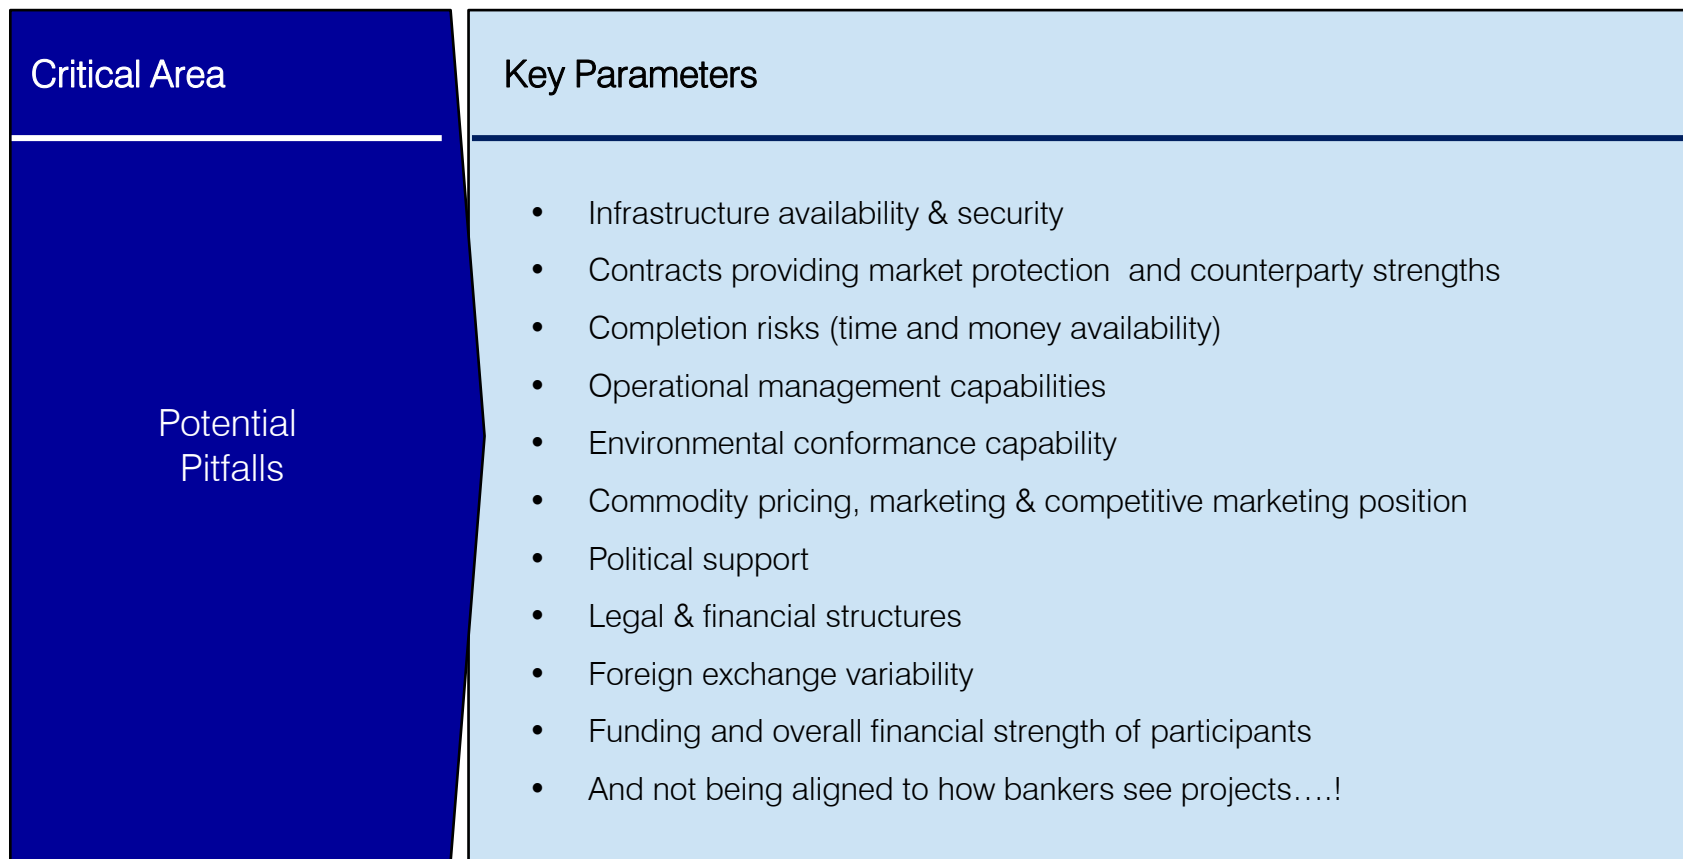 Critical Area
Key Parameters
Potential
Pitfalls
• Infrastructure availability & security
• Contracts providing market protection  and counterparty strengths
• Completion risks (time and money availability)
• Operational management capabilities
• Environmental conformance capability
• Commodity pricing, marketing & competitive marketing position
• Political support
• Legal & financial structures
• Foreign exchange variability
• Funding and overall financial strength of participants
• And not being aligned to how bankers see projects….!